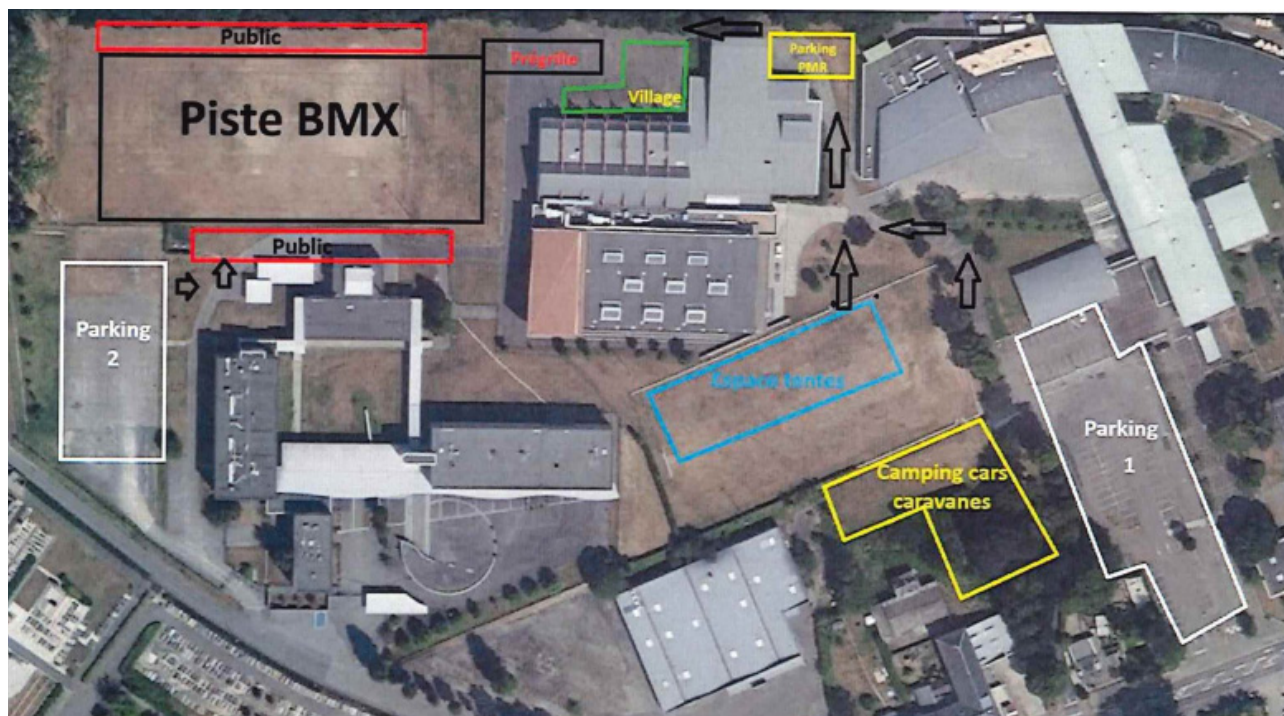 Public
Parking
PMR
Prégrille
Village
Piste BMX
Public
Parking
2
Espace tentes
Parking
1
Camping cars
caravanes